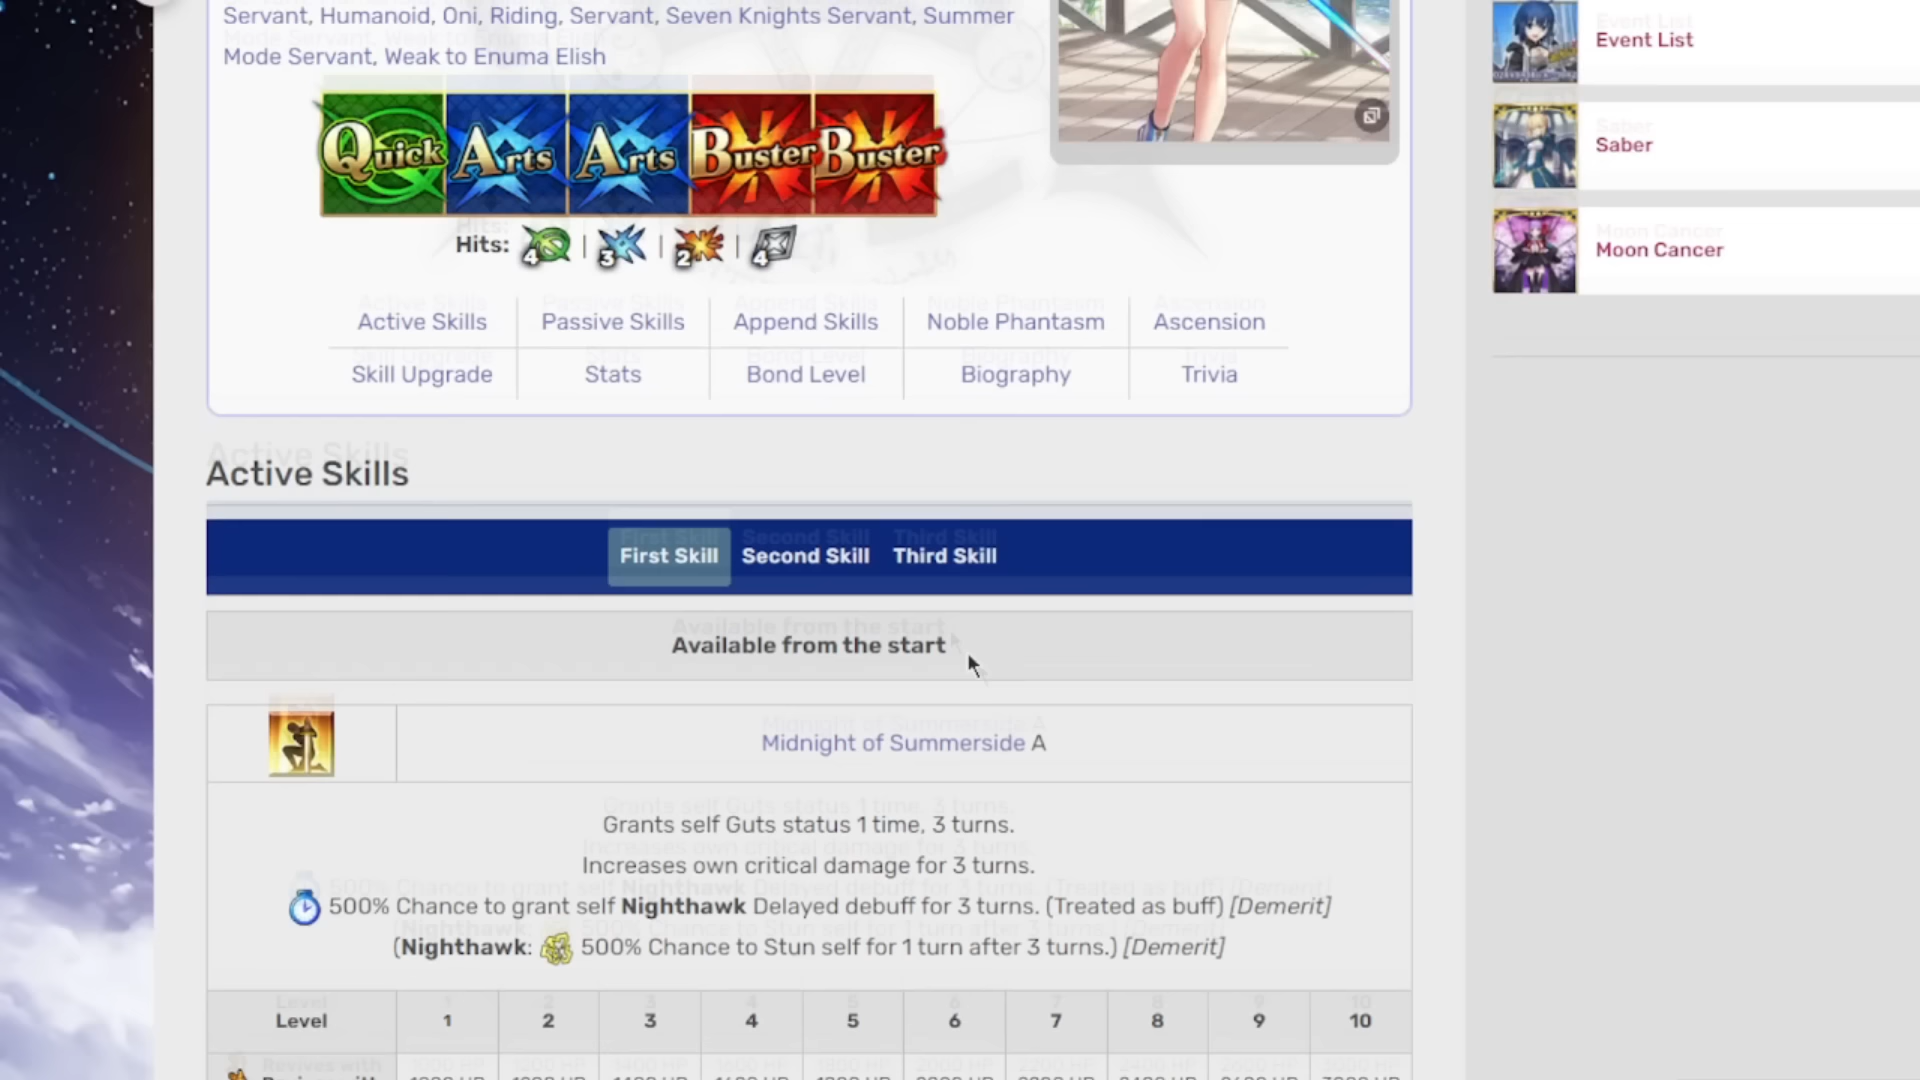 Servant, Humanoid, Oni, Riding, Servant, Seven Knights Servant, Summer
Mode Servant, Weak to Enuma Elish
Quick Arts Arts Buster Buster
Hits: 4 | 3 | 2 | 4
Active Skills Passive Skills Append Skills Noble Phantasm Ascension
Skill Upgrade Stats Bond Level Biography Trivia
Active Skills
First Skill Second Skill Third Skill
Available from the start
Midnight of Summerside A
Grants self Guts status 1 time, 3 turns.
Increases own critical damage for 3 turns.
500% Chance to grant self Nighthawk Delayed debuff for 3 turns. (Treated as buff) [Demerit]
(Nighthawk: 500% Chance to Stun self for 1 turn after 3 turns.) [Demerit]
Level 1 2 3 4 5 6 7 8 9 10
Revives with
Event List
Saber
Moon Cancer